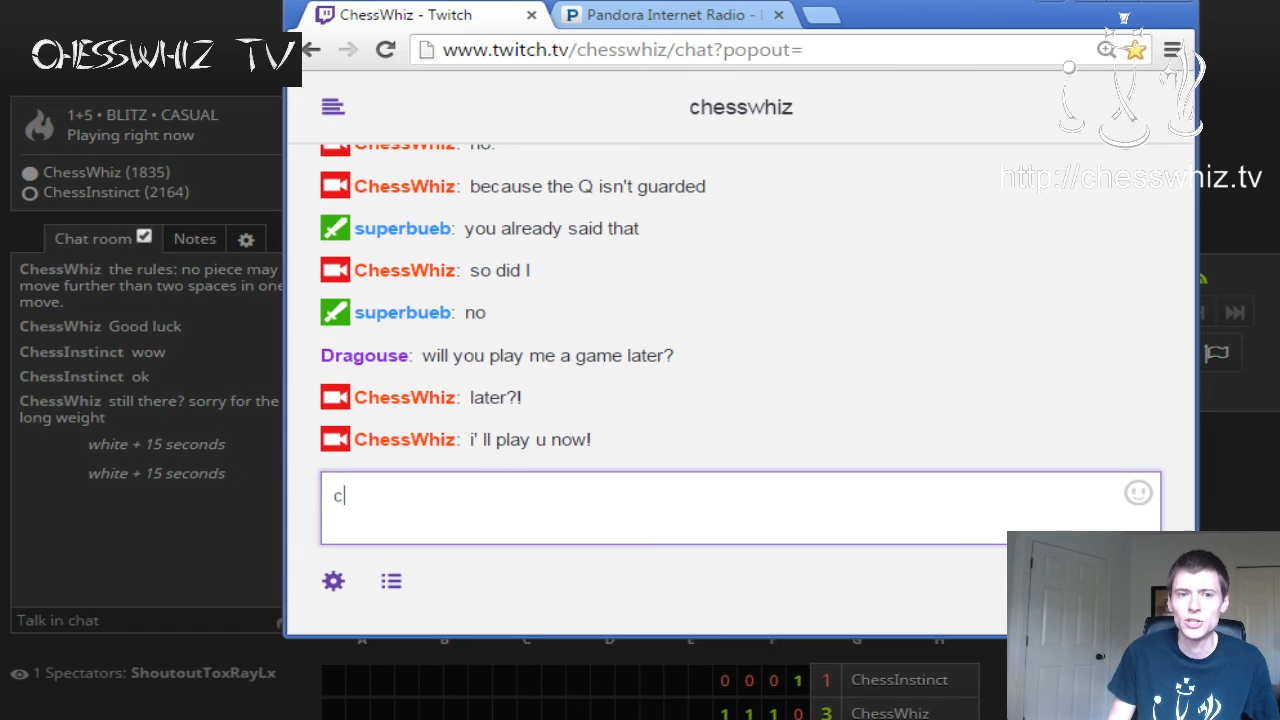 ChessWhiz - Twitch
Pandora Internet Radio -
CHESSWHIZ TV
www.twitch.tv/chesswhiz/chat?popout=
chesswhiz
http://chesswhiz.tv
1+5 • BLITZ • CASUAL
Playing right now
ChessWhiz (1835)
ChessInstinct (2164)
Chat room
Notes
ChessWhiz the rules: no piece may
move further than two spaces in one
move.
ChessWhiz Good luck
ChessInstinct wow
ChessInstinct ok
ChessWhiz still there? sorry for the
long weight
white + 15 seconds
white + 15 seconds
Talk in chat
1 Spectators: ShoutoutToxRayLx
ChessWhiz: no.
ChessWhiz: because the Q isn't guarded
superbueb: you already said that
ChessWhiz: so did I
superbueb: no
Dragouse: will you play me a game later?
ChessWhiz: later?!
ChessWhiz: i' ll play u now!
c
A B C D E F G H
0 0 0 1 1 ChessInstinct
1 1 1 0 3 ChessWhiz